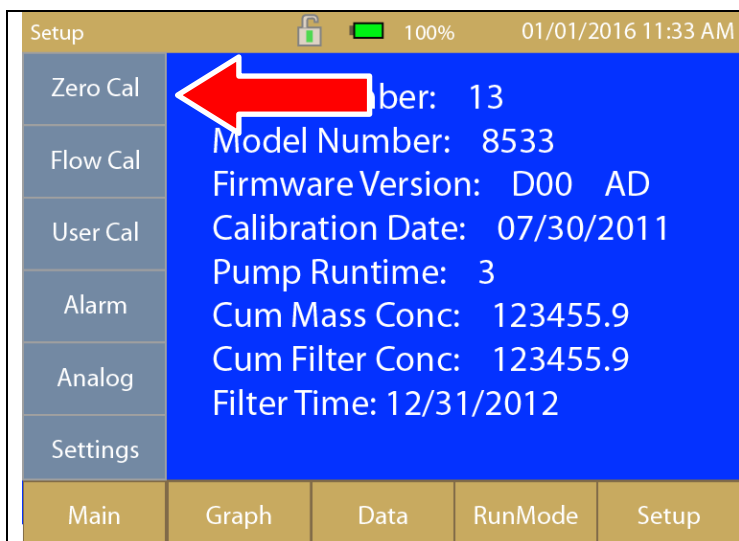 Setup 100% 01/01/2016 11:33 AM
Zero Cal
Flow Cal
User Cal
Alarm
Analog
Settings
ber: 13
Model Number: 8533
Firmware Version: D00 AD
Calibration Date: 07/30/2011
Pump Runtime: 3
Cum Mass Conc: 123455.9
Cum Filter Conc: 123455.9
Filter Time: 12/31/2012
Main Graph Data RunMode Setup